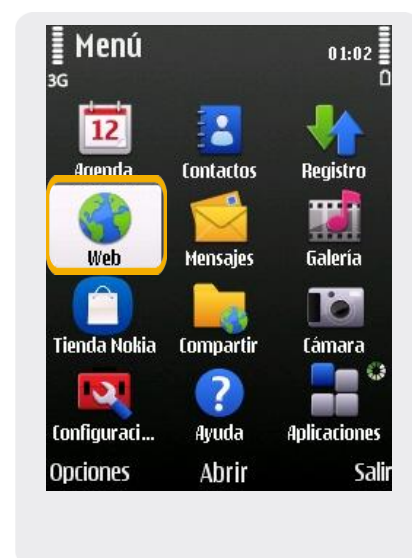 Menú 01:02
3G
12
Agenda Contactos Registro
Web Mensajes Galería
Tienda Nokia Compartir Cámara
?
Configuraci... Ayuda Aplicaciones
Opciones Abrir Salir